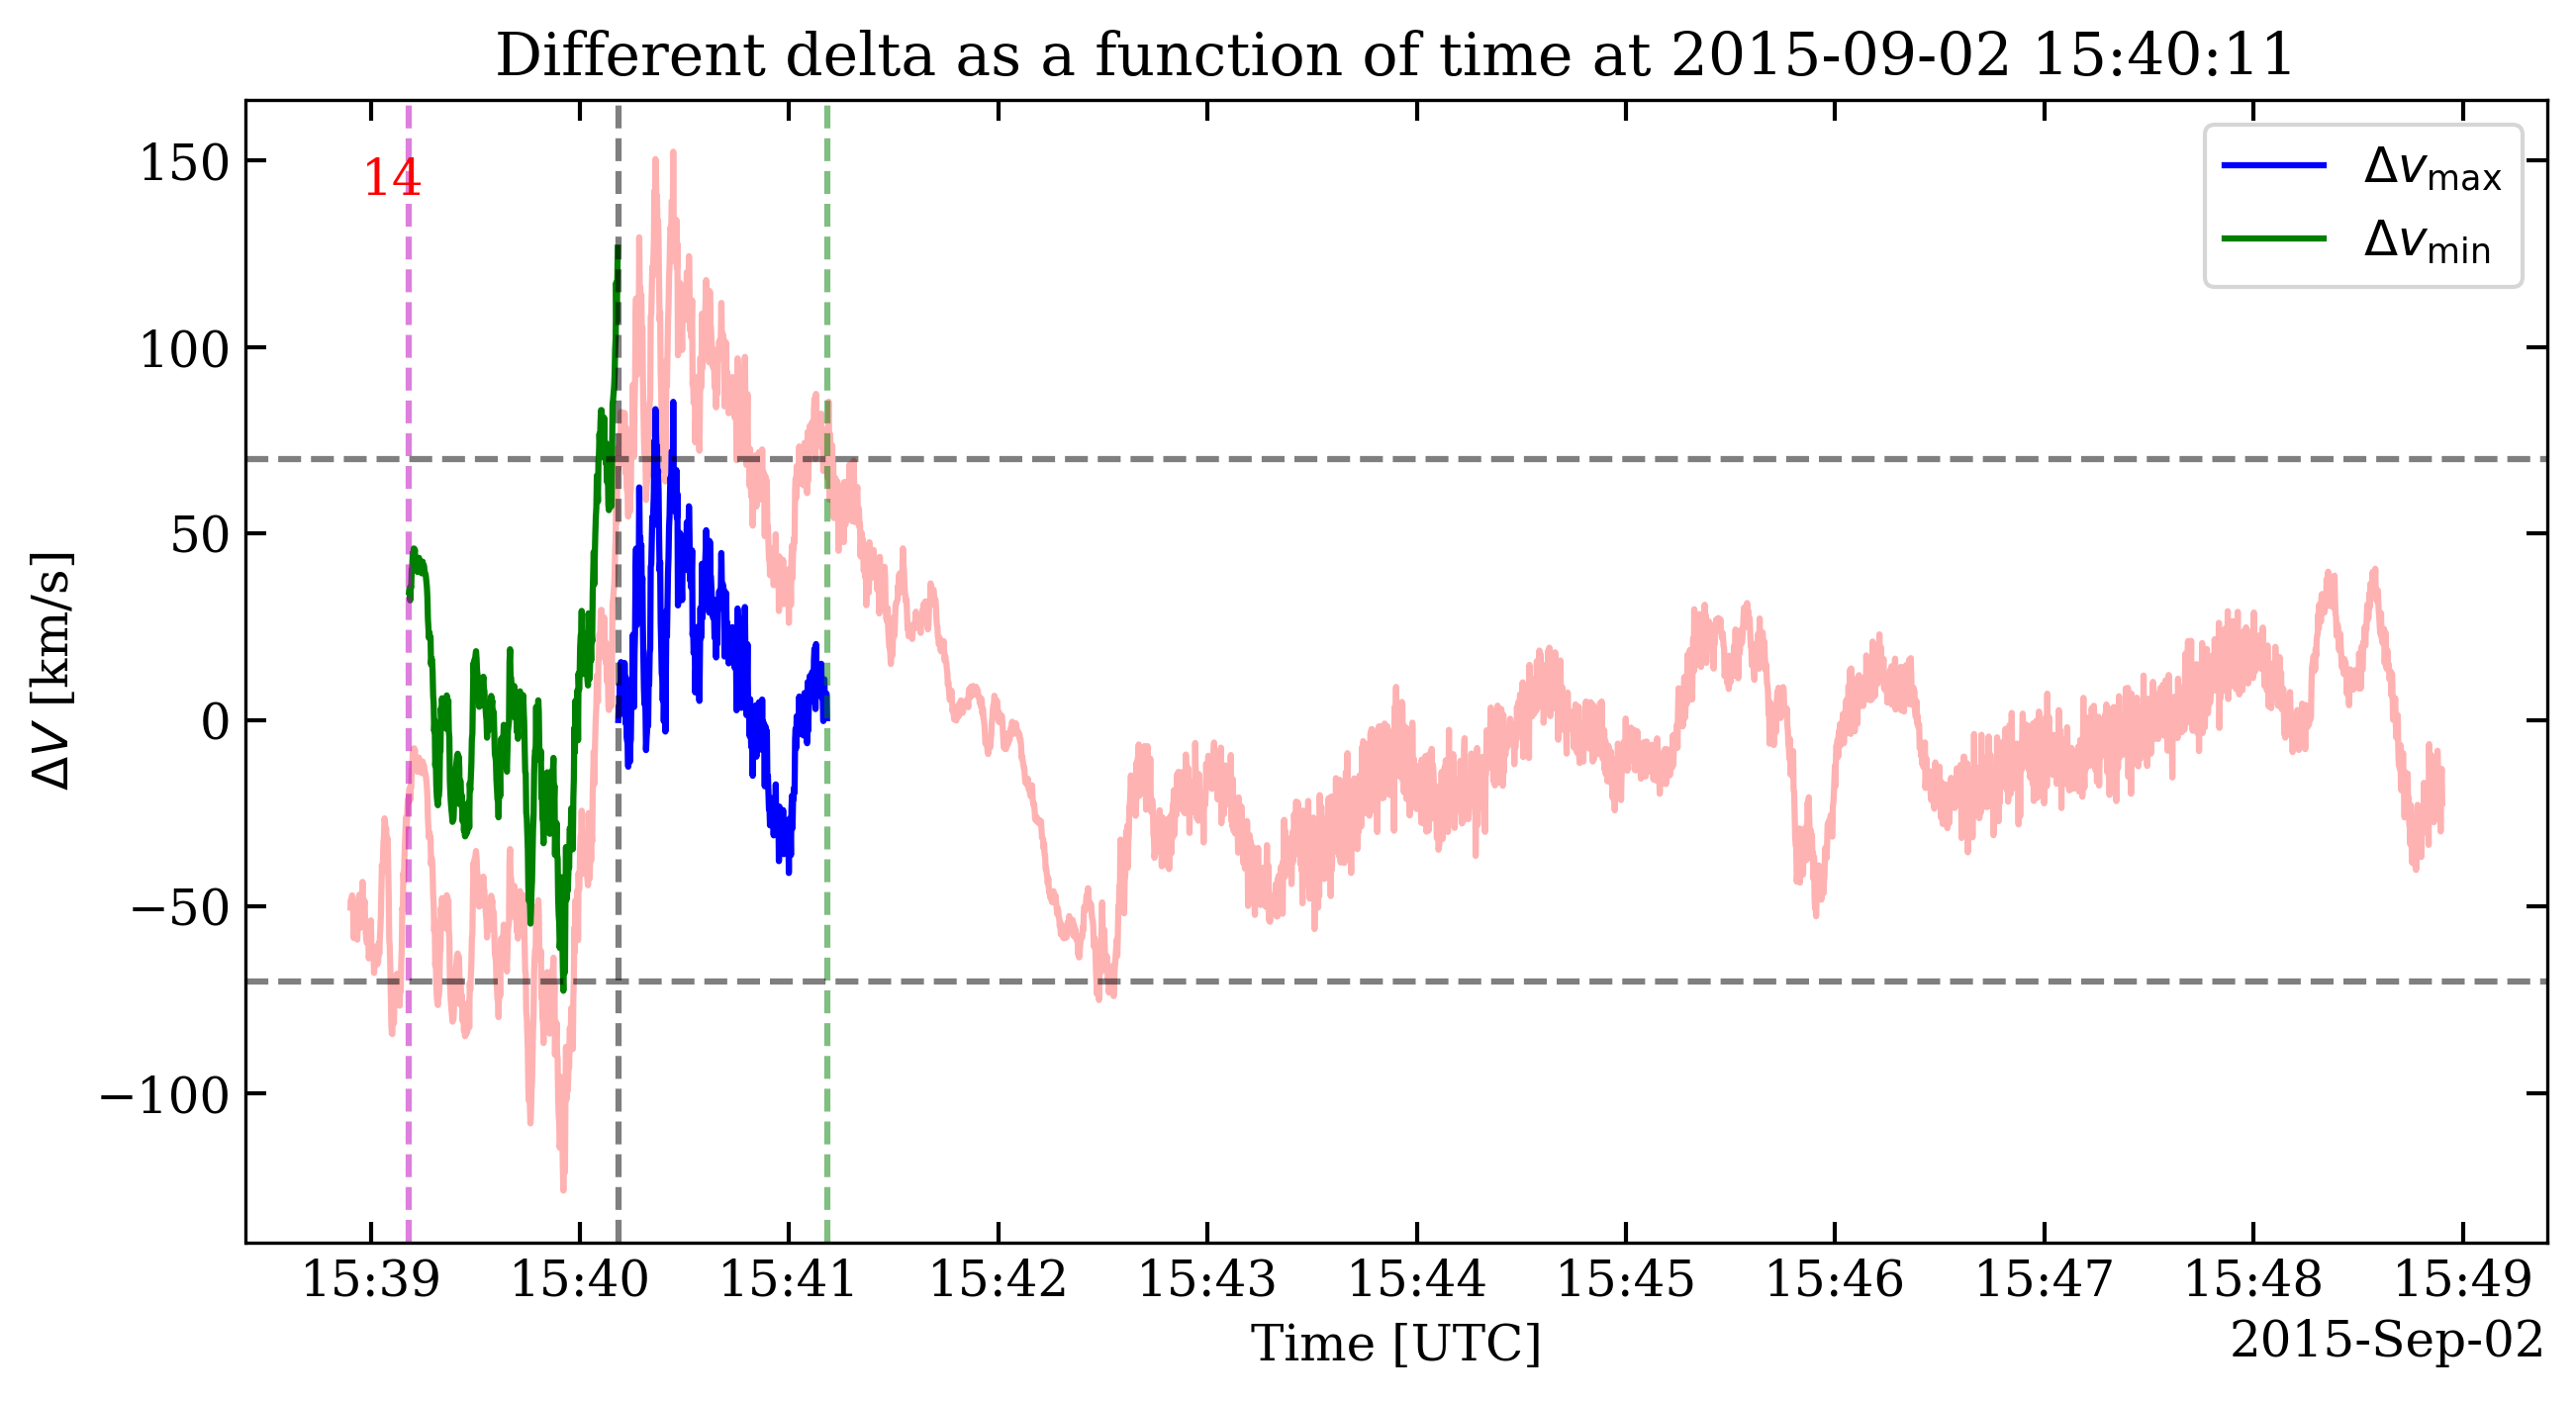 Different delta as a function of time at 2015-09-02 15:40:11
14
Δv_max
Δv_min
150
100
50
0
−50
−100
ΔV [km/s]
15:39 15:40 15:41 15:42 15:43 15:44 15:45 15:46 15:47 15:48 15:49
2015-Sep-02
Time [UTC]